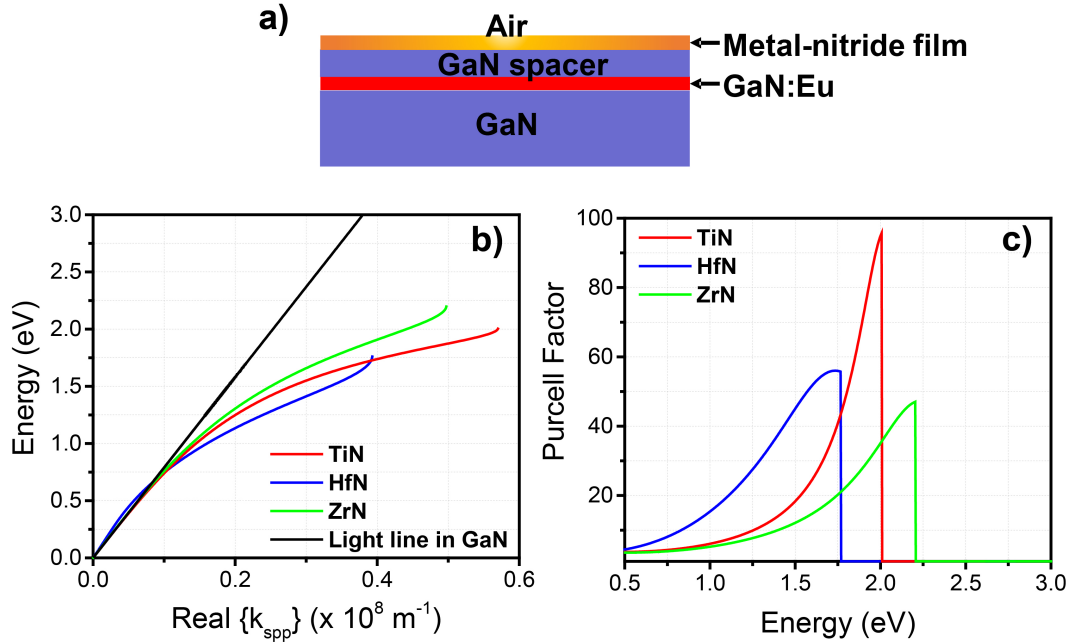 a)
Air
Metal-nitride film
GaN spacer
GaN:Eu
GaN
b)
Energy (eV)
3.0
2.5
2.0
1.5
1.0
0.5
0.0
TiN
HfN
ZrN
Light line in GaN
0.0 0.2 0.4 0.6
Real {k_spp} (x 10⁸ m⁻¹)
c)
Purcell Factor
100
80
60
40
20
TiN
HfN
ZrN
0.5 1.0 1.5 2.0 2.5 3.0
Energy (eV)